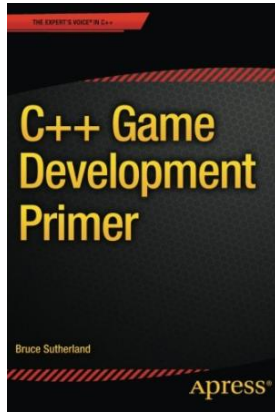 THE EXPERT'S VOICE® IN C++
C++ Game
Development
Primer
Bruce Sutherland
Apress®